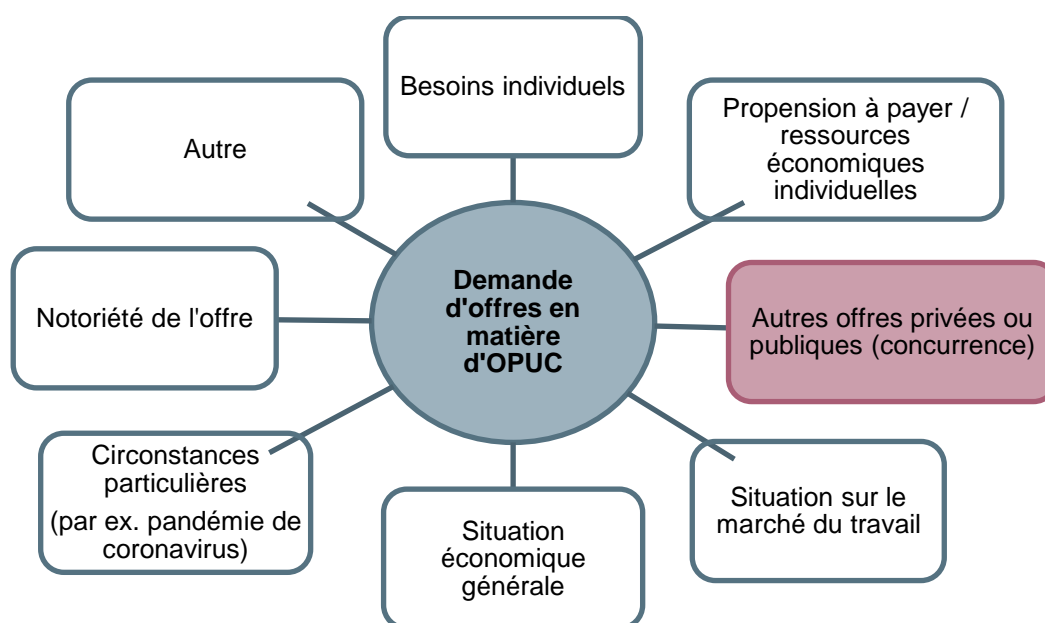 Besoins individuels
Propension à payer /
ressources
économiques
individuelles
Autre
Demande
d'offres en
matière
d'OPUC
Notoriété de l'offre
Autres offres privées ou
publiques (concurrence)
Circonstances
particulières
(par ex. pandémie de
coronavirus)
Situation
économique
générale
Situation sur le
marché du travail